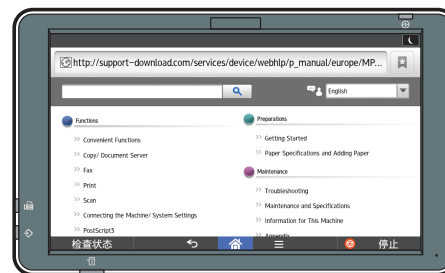 http://support-download.com/services/device/webhlp/p_manual/europe/MP...
English
Functions
>> Convenient Functions
>> Copy/ Document Server
>> Fax
>> Print
>> Scan
>> Connecting the Machine/ System Settings
>> PostScript3
Preparations
>> Getting Started
>> Paper Specifications and Adding Paper
Maintenance
>> Troubleshooting
>> Maintenance and Specifications
>> Information for This Machine
>> Appendix
检查状态
停止